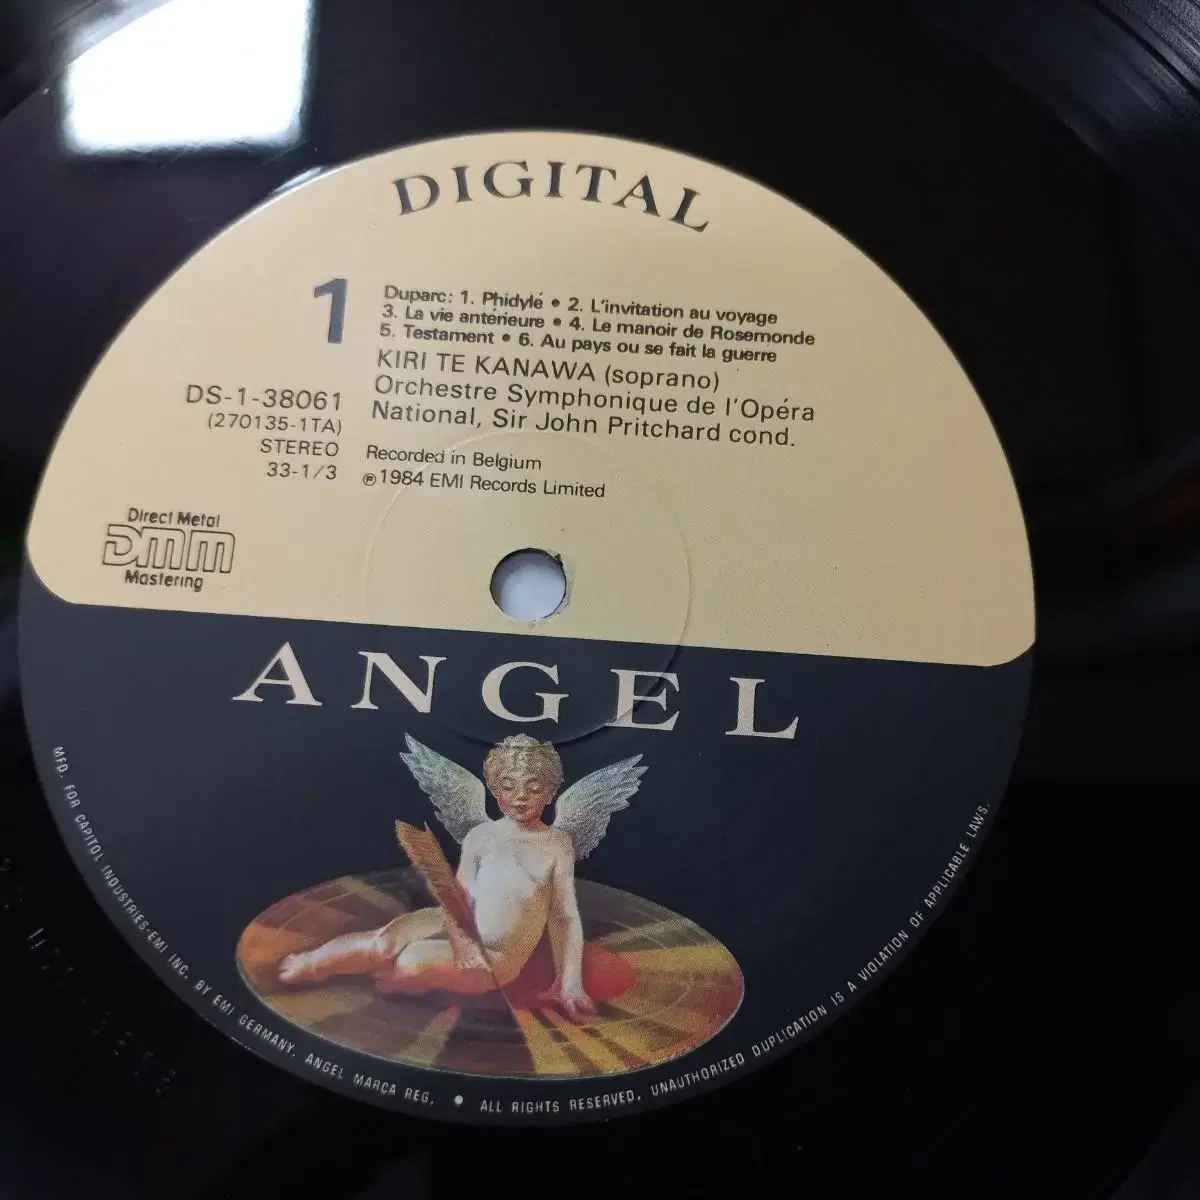 DIGITAL
1
Duparc: 1. Phidylé • 2. L'invitation au voyage
3. La vie antérieure • 4. Le manoir de Rosemonde
5. Testament • 6. Au pays ou se fait la guerre
KIRI TE KANAWA (soprano)
Orchestre Symphonique de l'Opéra
National, Sir John Pritchard cond.
DS-1-38061
(270135-1TA)
STEREO
33-1/3
Recorded in Belgium
℗1984 EMI Records Limited
Direct Metal
DMM
Mastering
ANGEL
MFD. FOR CAPITOL INDUSTRIES-EMI INC. BY EMI GERMANY. ANGEL MARCA REG. • ALL RIGHTS RESERVED. UNAUTHORIZED DUPLICATION IS A VIOLATION OF APPLICABLE LAWS.